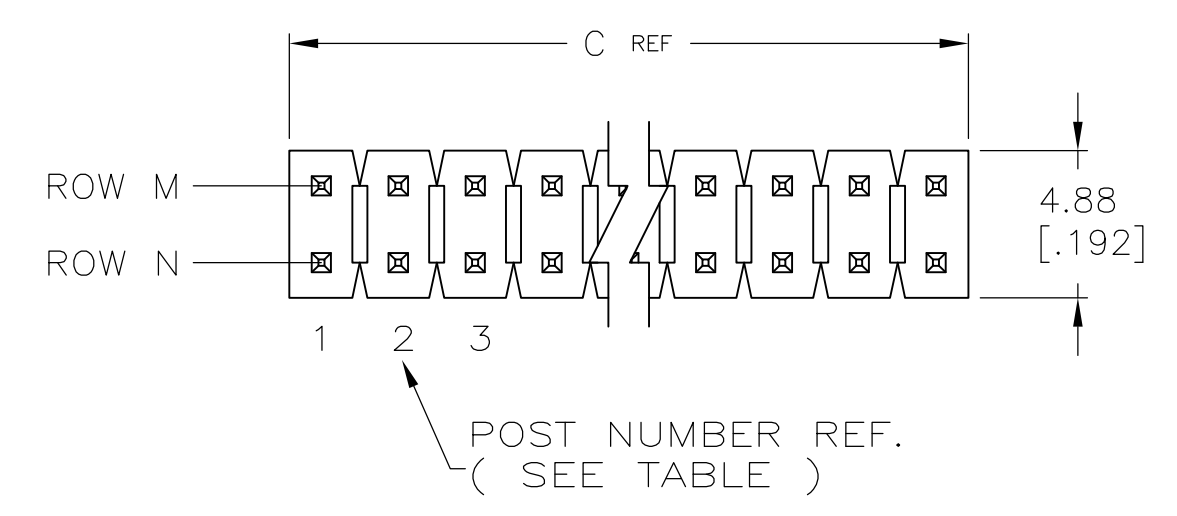 C REF
ROW M
ROW N
4.88
[.192]
1 2 3
POST NUMBER REF.
( SEE TABLE )